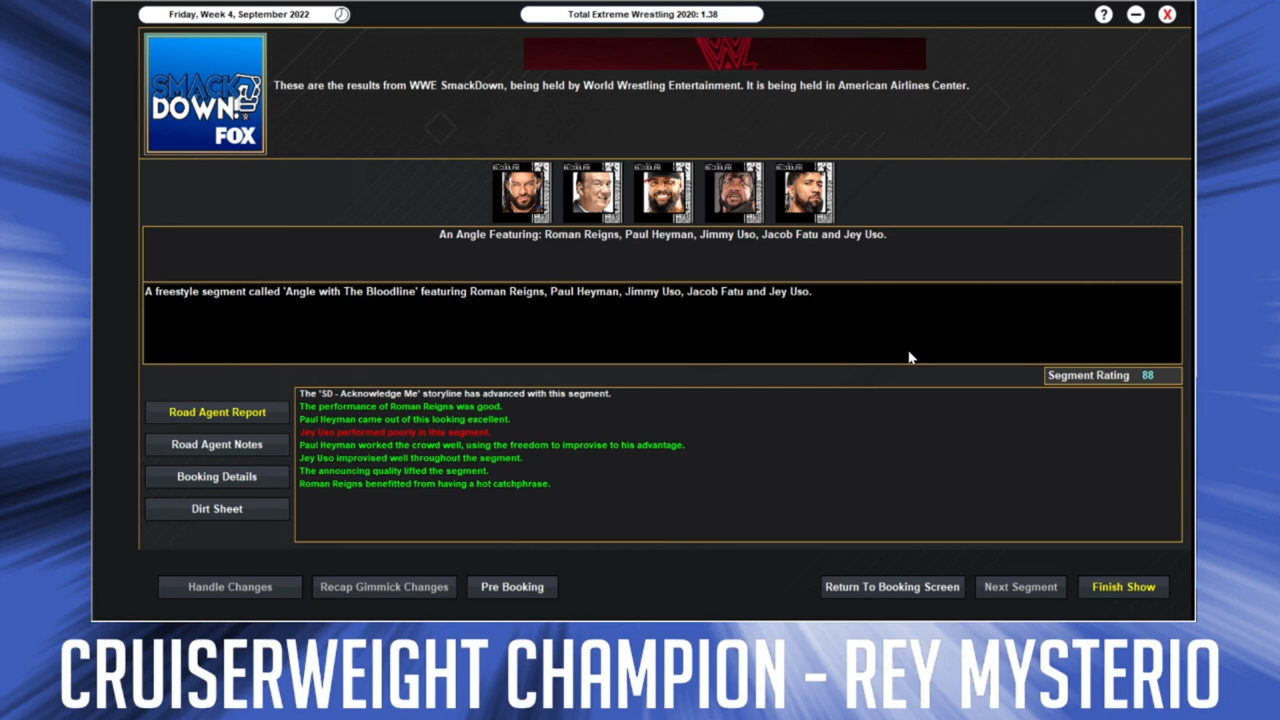 Friday, Week 4, September 2022
Total Extreme Wrestling 2020: 1.38
?
X
SMACK
DOWN!
FOX
These are the results from WWE SmackDown, being held by World Wrestling Entertainment. It is being held in American Airlines Center.
An Angle Featuring: Roman Reigns, Paul Heyman, Jimmy Uso, Jacob Fatu and Jey Uso.
A freestyle segment called 'Angle with The Bloodline' featuring Roman Reigns, Paul Heyman, Jimmy Uso, Jacob Fatu and Jey Uso.
Segment Rating 88
The 'SD - Acknowledge Me' storyline has advanced with this segment.
The performance of Roman Reigns was good.
Paul Heyman came out of this looking excellent.
Jey Uso performed poorly in this segment.
Paul Heyman worked the crowd well, using the freedom to improvise to his advantage.
Jey Uso improvised well throughout the segment.
The announcing quality lifted the segment.
Roman Reigns benefitted from having a hot catchphrase.
Road Agent Report
Road Agent Notes
Booking Details
Dirt Sheet
Handle Changes
Recap Gimmick Changes
Pre Booking
Return To Booking Screen
Next Segment
Finish Show
CRUISERWEIGHT CHAMPION - REY MYSTERIO